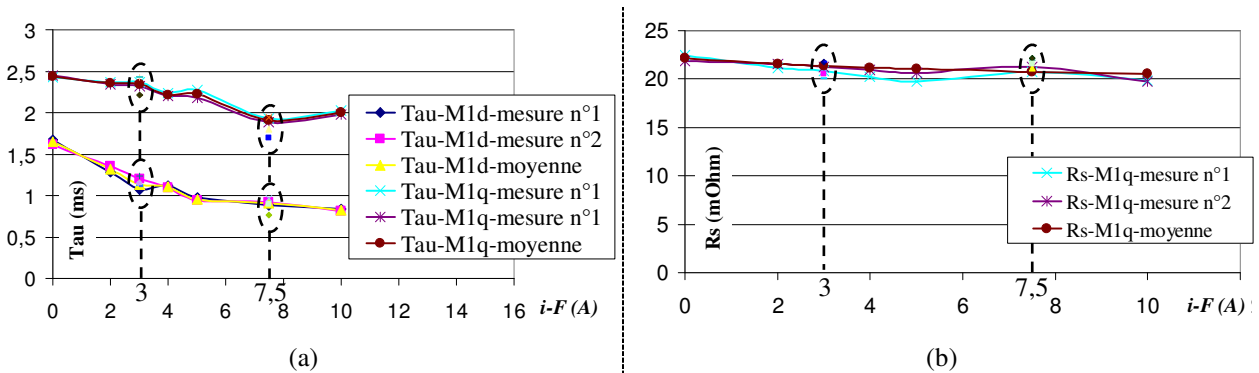 3
2,5
2
1,5
1
0,5
0
Tau (ms)
0 2 4 6 8 10 12 14 16
3
7,5
i-F (A)
Tau-M1d-mesure n°1
Tau-M1d-mesure n°2
Tau-M1d-moyenne
Tau-M1q-mesure n°1
Tau-M1q-mesure n°1
Tau-M1q-moyenne
(a)
25
20
15
10
5
0
Rs (mOhm)
0 2 4 6 8 10
3
7,5
i-F (A)
Rs-M1q-mesure n°1
Rs-M1q-mesure n°2
Rs-M1q-moyenne
(b)